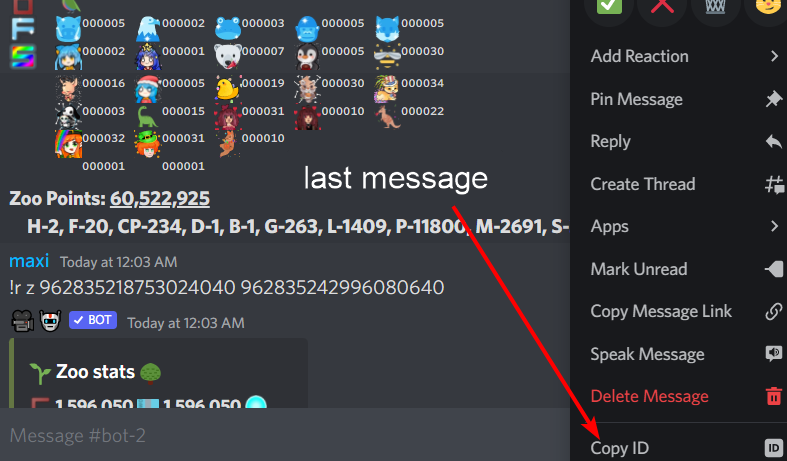 000005 000002 000003 000005 000005
000002 000001 000007 000005 000030
000016 000005 000019 000030 000034
000003 000015 000031 000010 000022
000032 000031 000010
000001 000001
last message
Zoo Points: 60,522,925
H-2, F-20, CP-234, D-1, B-1, G-263, L-1409, P-11800, M-2691, S-
maxi Today at 12:03 AM
!r z 962835218753024040 962835242996080640
BOT Today at 12:03 AM
Zoo stats
1,596,050 1,596,050
Message #bot-2
Add Reaction
Pin Message
Reply
Create Thread
Apps
Mark Unread
Copy Message Link
Speak Message
Delete Message
Copy ID
ID